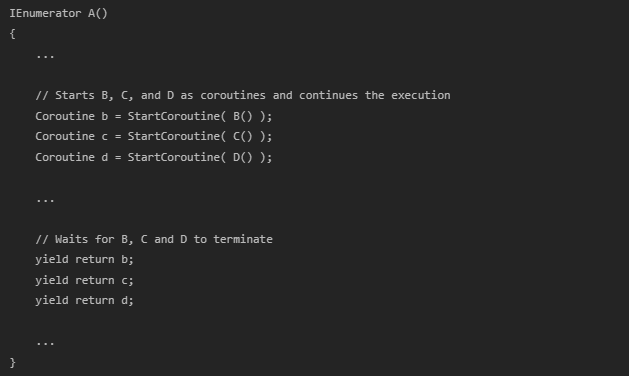 IEnumerator A()
{
    ...

    // Starts B, C, and D as coroutines and continues the execution
    Coroutine b = StartCoroutine( B() );
    Coroutine c = StartCoroutine( C() );
    Coroutine d = StartCoroutine( D() );

    ...

    // Waits for B, C and D to terminate
    yield return b;
    yield return c;
    yield return d;

    ...
}